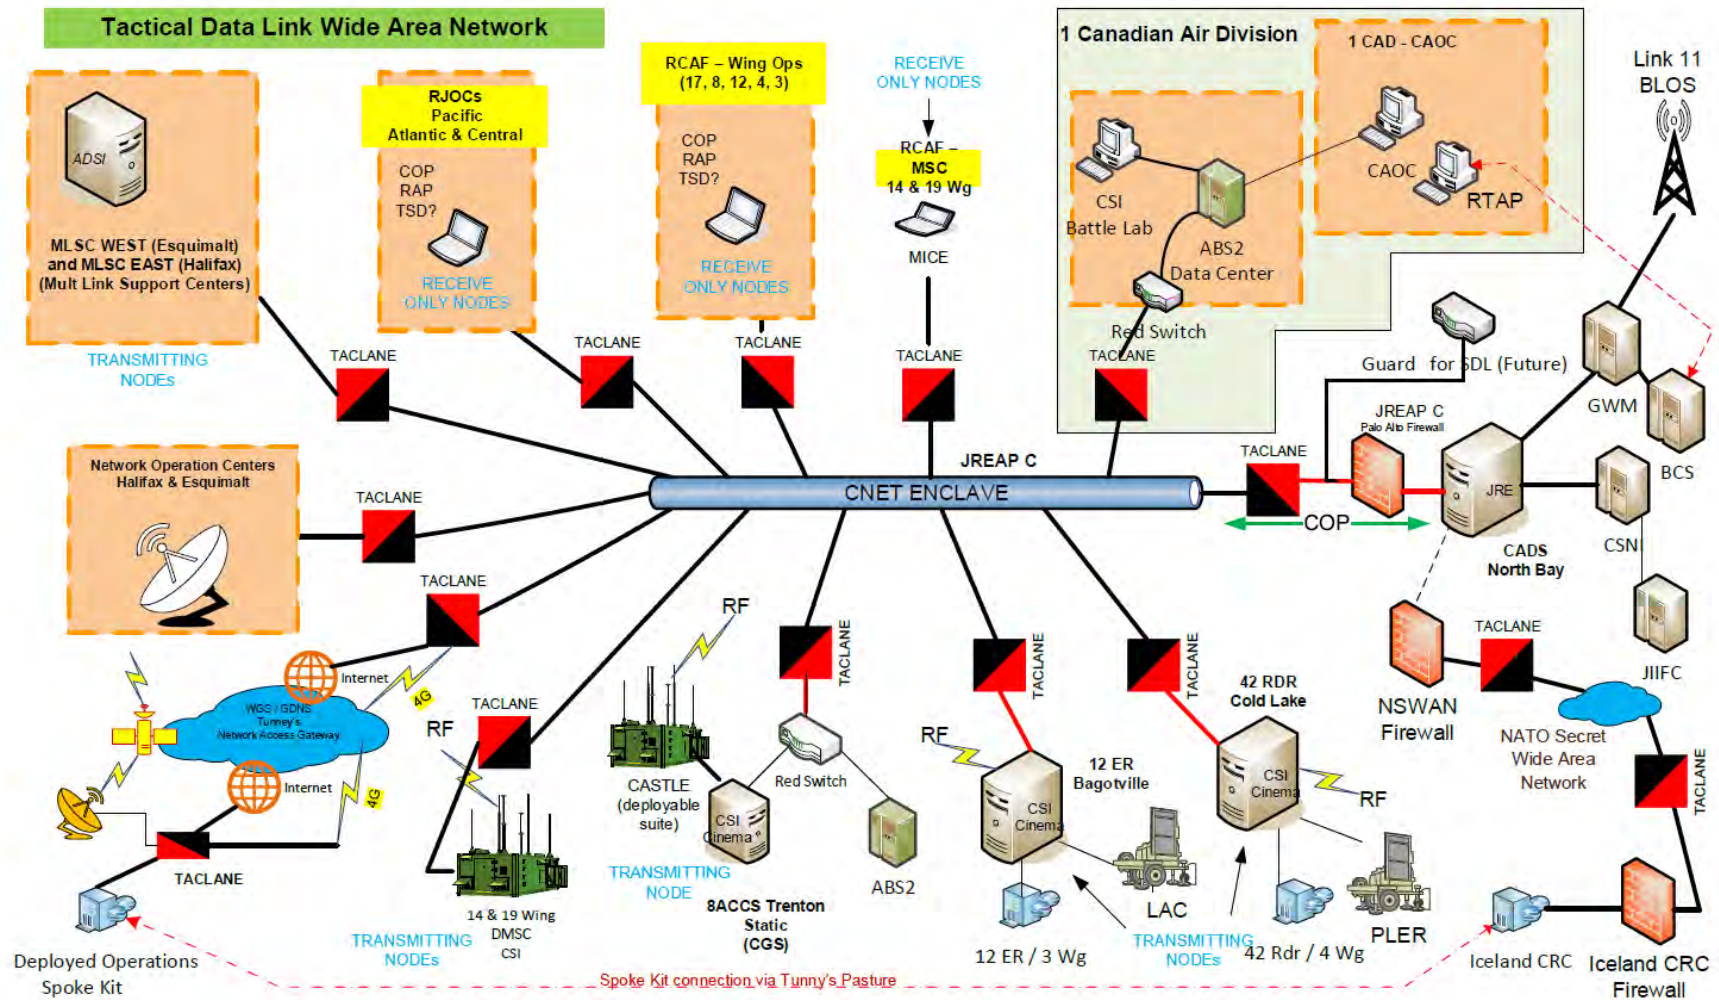 Tactical Data Link Wide Area Network
ADSI
MLSC WEST (Esquimalt)
and MLSC EAST (Halifax)
(Mult Link Support Centers)
TRANSMITTING
NODEs
RJOCs
Pacific
Atlantic & Central
COP
RAP
TSD?
RECEIVE
ONLY NODES
RCAF – Wing Ops
(17, 8, 12, 4, 3)
COP
RAP
TSD?
RECEIVE
ONLY NODES
RECEIVE
ONLY NODES
RCAF –
MSC
14 & 19 Wg
MICE
1 Canadian Air Division
1 CAD - CAOC
CSI
Battle Lab
ABS2
Data Center
CAOC
RTAP
Red Switch
Link 11
BLOS
TACLANE
TACLANE
TACLANE
TACLANE
TACLANE
Guard for SDL (Future)
GWM
BCS
JREAP C
Palo Alto Firewall
TACLANE
JRE
CSNI
JIIFC
COP
CADS
North Bay
JREAP C
CNET ENCLAVE
Network Operation Centers
Halifax & Esquimalt
TACLANE
TACLANE
Internet
4G
WGS / GDNS
Tunney's
Network Access Gateway
Internet
4G
TACLANE
Deployed Operations
Spoke Kit
TACLANE
RF
14 & 19 Wing
DMSC
CSI
TRANSMITTING
NODEs
RF
CASTLE
(deployable
suite)
TRANSMITTING
NODE
CSI
Cinema
TACLANE
Red Switch
ABS2
8ACCS Trenton
Static
(CGS)
TACLANE
RF
12 ER
Bagotville
CSI
Cinema
LAC
12 ER / 3 Wg
TRANSMITTING
NODEs
TACLANE
42 RDR
Cold Lake
CSI
Cinema
RF
PLER
42 Rdr / 4 Wg
NSWAN
Firewall
TACLANE
NATO Secret
Wide Area
Network
TACLANE
Iceland CRC
Iceland CRC
Firewall
Spoke Kit connection via Tunny's Pasture